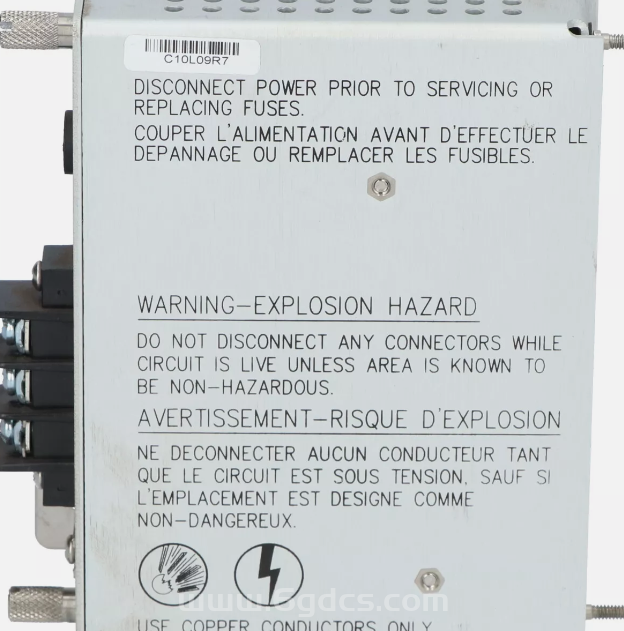 C10L09R7
DISCONNECT POWER PRIOR TO SERVICING OR
REPLACING FUSES.
COUPER L'ALIMENTATION AVANT D'EFFECTUER LE
DEPANNAGE OU REMPLACER LES FUSIBLES.
WARNING-EXPLOSION HAZARD
DO NOT DISCONNECT ANY CONNECTORS WHILE
CIRCUIT IS LIVE UNLESS AREA IS KNOWN TO
BE NON-HAZARDOUS.
AVERTISSEMENT-RISQUE D'EXPLOSION
NE DECONNECTER AUCUN CONDUCTEUR TANT
QUE LE CIRCUIT EST SOUS TENSION, SAUF SI
L'EMPLACEMENT EST DESIGNE COMME
NON-DANGEREUX.
www.6gdcs.com
USE COPPER CONDUCTORS ONLY